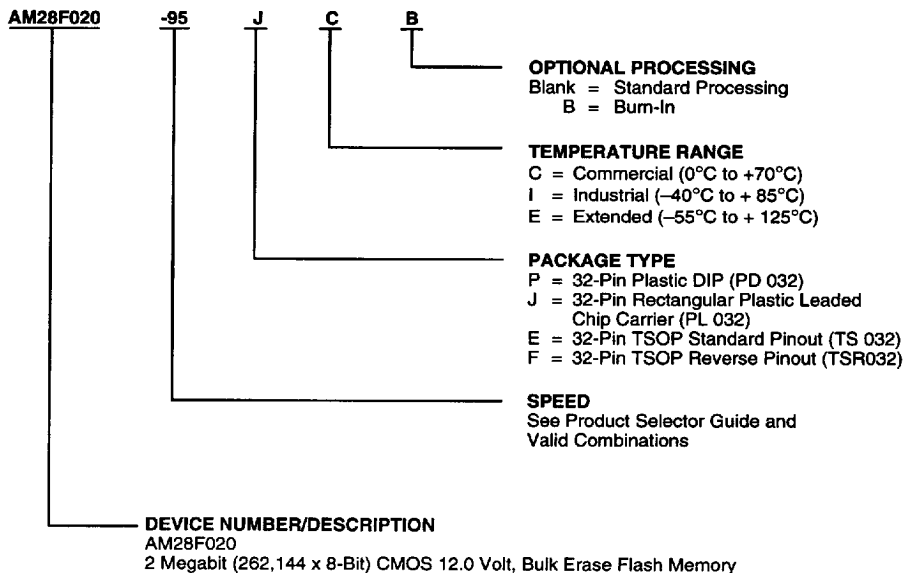 AM28F020 -95 J C B
OPTIONAL PROCESSING
Blank = Standard Processing
B = Burn-In
TEMPERATURE RANGE
C = Commercial (0°C to +70°C)
I = Industrial (–40°C to + 85°C)
E = Extended (–55°C to + 125°C)
PACKAGE TYPE
P = 32-Pin Plastic DIP (PD 032)
J = 32-Pin Rectangular Plastic Leaded
Chip Carrier (PL 032)
E = 32-Pin TSOP Standard Pinout (TS 032)
F = 32-Pin TSOP Reverse Pinout (TSR032)
SPEED
See Product Selector Guide and
Valid Combinations
DEVICE NUMBER/DESCRIPTION
AM28F020
2 Megabit (262,144 x 8-Bit) CMOS 12.0 Volt, Bulk Erase Flash Memory